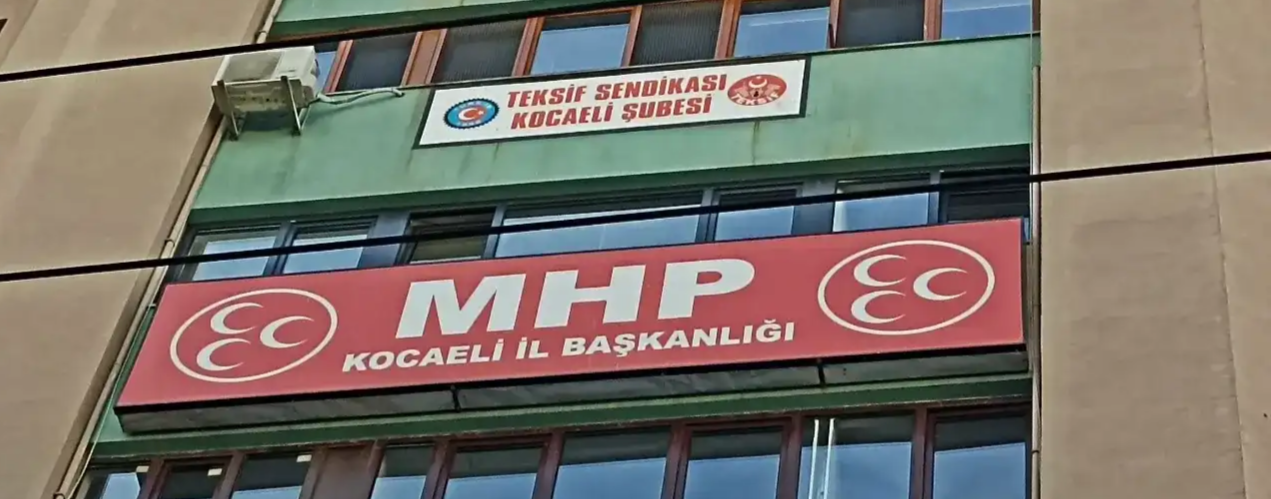 TEKSİF SENDİKASI
KOCAELİ ŞUBESİ
TEKSİF
MHP
KOCAELİ İL BAŞKANLIĞI